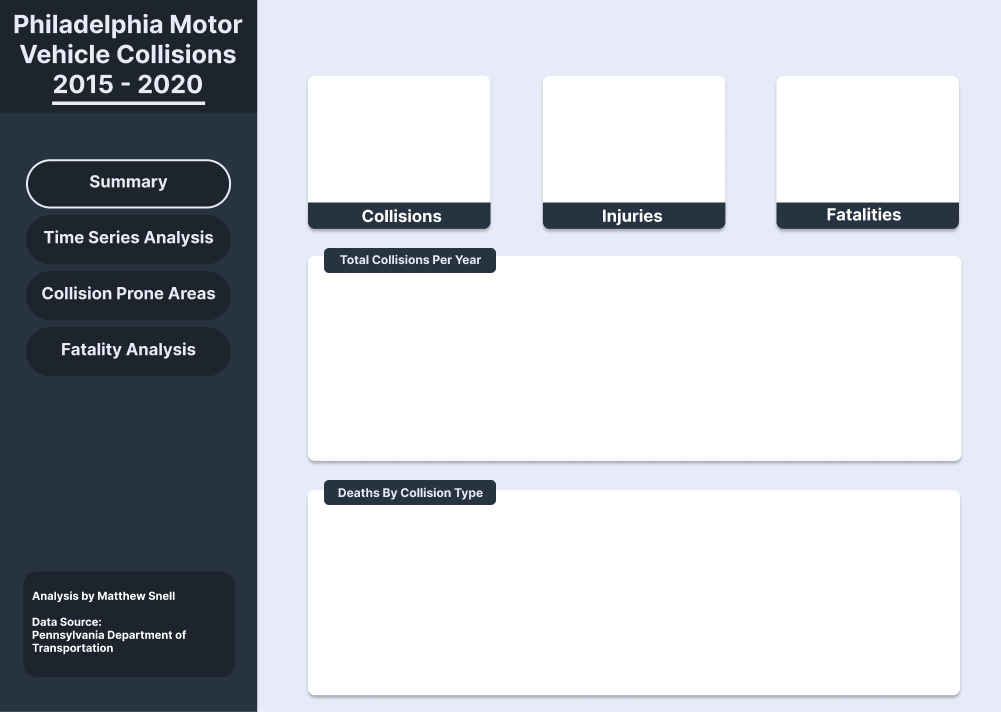 Philadelphia Motor
Vehicle Collisions
2015 - 2020
Summary
Time Series Analysis
Collision Prone Areas
Fatality Analysis
Analysis by Matthew Snell
Data Source:
Pennsylvania Department of
Transportation
Collisions
Injuries
Fatalities
Total Collisions Per Year
Deaths By Collision Type